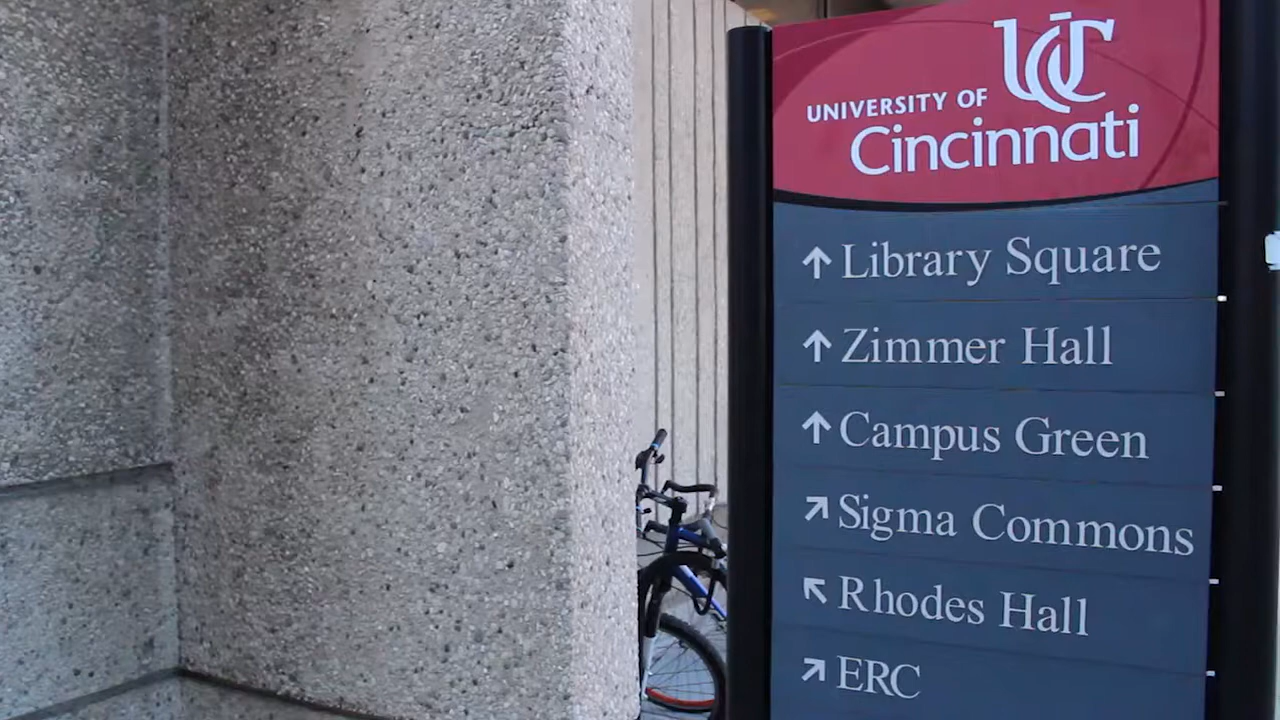 UC
UNIVERSITY OF
Cincinnati
↑ Library Square
↑ Zimmer Hall
↑ Campus Green
↗ Sigma Commons
↖ Rhodes Hall
↗ ERC